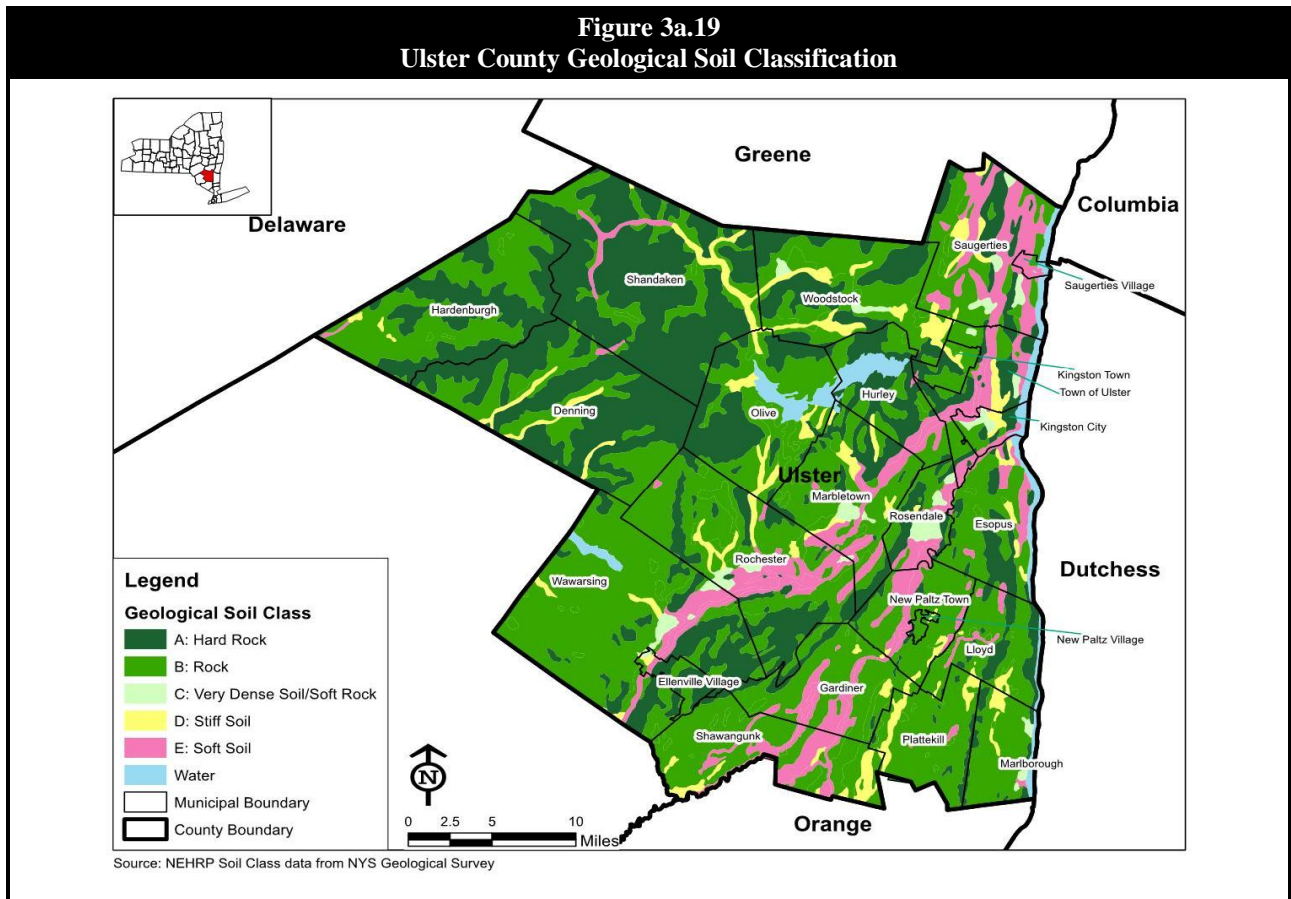 Figure 3a.19
Ulster County Geological Soil Classification
Greene
Columbia
Delaware
Saugerties
Saugerties Village
Shandaken
Woodstock
Hardenburgh
Kingston Town
Town of Ulster
Hurley
Denning
Olive
Kingston City
Ulster
Marbletown
Rosendale
Esopus
Rochester
Dutchess
Wawarsing
New Paltz Town
New Paltz Village
Lloyd
Ellenville Village
Gardiner
Shawangunk
Plattekill
Marlborough
Orange
Legend
Geological Soil Class
A: Hard Rock
B: Rock
C: Very Dense Soil/Soft Rock
D: Stiff Soil
E: Soft Soil
Water
Municipal Boundary
County Boundary
N
0 2.5 5 10
Miles
Source: NEHRP Soil Class data from NYS Geological Survey